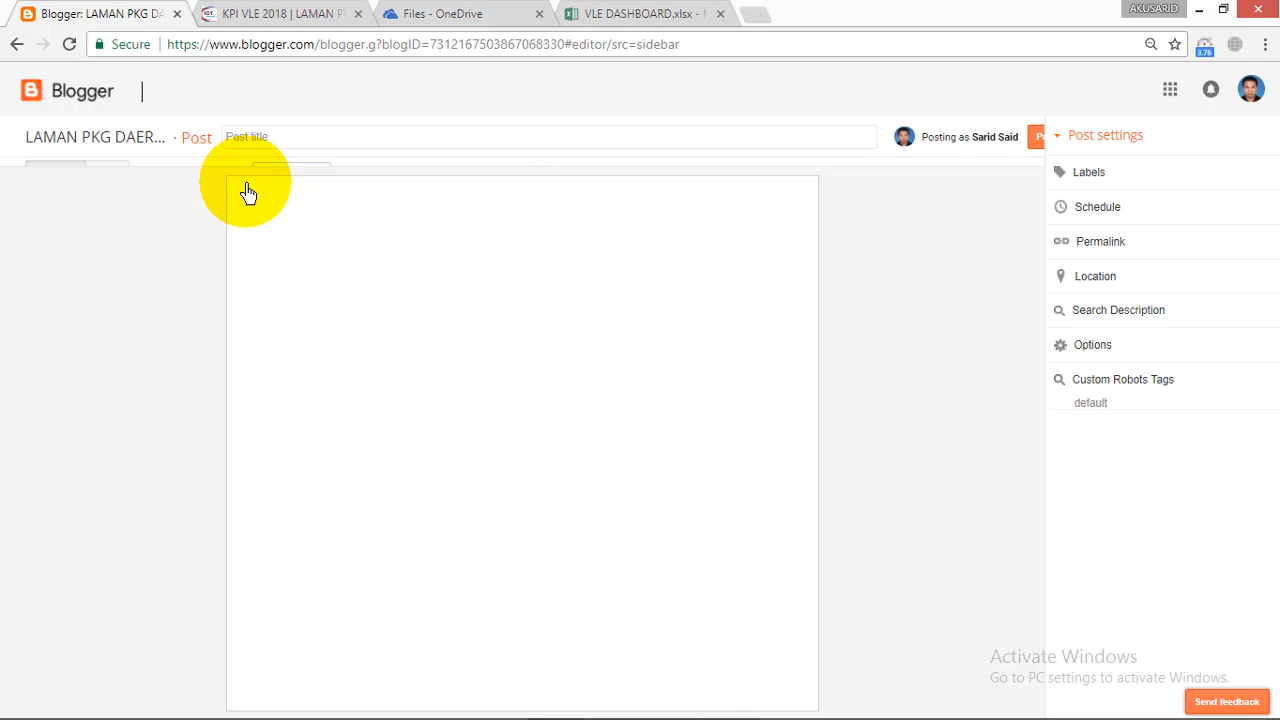 Blogger: LAMAN PKG DA
KPI VLE 2018 | LAMAN P
Files - OneDrive
VLE DASHBOARD.xlsx -
AKUSARID
Secure
https://www.blogger.com/blogger.g?blogID=7312167503867068330#editor/src=sidebar
3.76
Blogger
LAMAN PKG DAER... · Post
Post title
Posting as Sarid Said
Post settings
Labels
Schedule
Permalink
Location
Search Description
Options
Custom Robots Tags
default
Activate Windows
Go to PC settings to activate Windows.
Send feedback